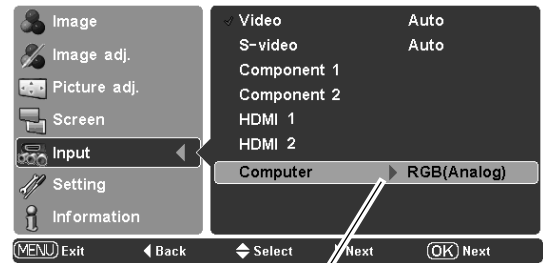 Image
Image adj.
Picture adj.
Screen
Input
Setting
Information
Video Auto
S-video Auto
Component 1
Component 2
HDMI 1
HDMI 2
Computer RGB(Analog)
MENU Exit Back Select Next OK Next